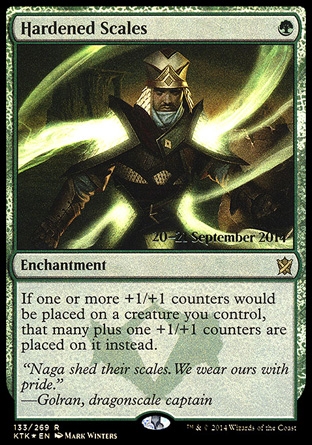 Hardened Scales
20–21 September 2014
Enchantment
If one or more +1/+1 counters would
be placed on a creature you control,
that many plus one +1/+1 counters are
placed on it instead.
"Naga shed their scales. We wear ours with
pride."
—Golran, dragonscale captain
133/269 R
KTK ★ EN MARK WINTERS
™ & © 2014 Wizards of the Coast